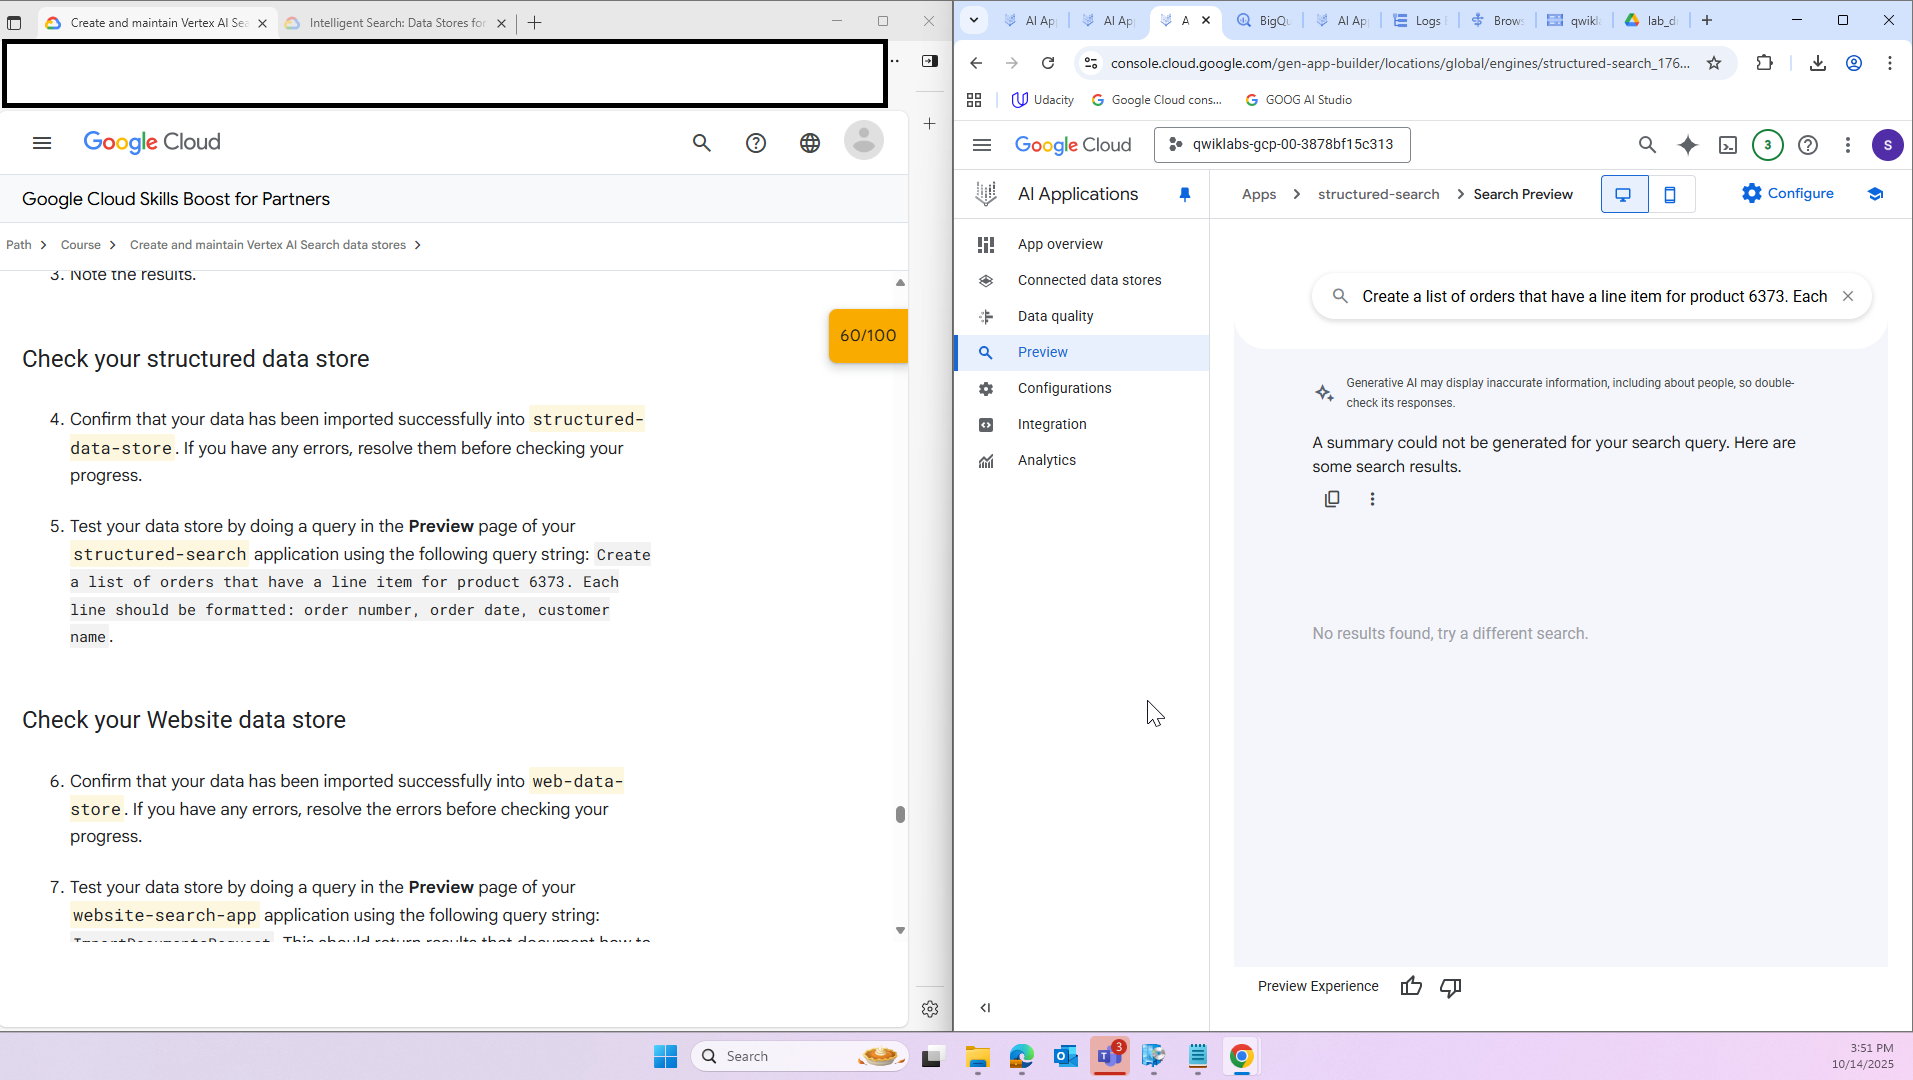 Create and maintain Vertex AI Sea
Intelligent Search: Data Stores for
Google Cloud
Google Cloud Skills Boost for Partners
Path > Course > Create and maintain Vertex AI Search data stores >
3. Note the results.
60/100
Check your structured data store
4. Confirm that your data has been imported successfully into structured-
data-store. If you have any errors, resolve them before checking your
progress.
5. Test your data store by doing a query in the Preview page of your
structured-search application using the following query string: Create
a list of orders that have a line item for product 6373. Each
line should be formatted: order number, order date, customer
name.
Check your Website data store
6. Confirm that your data has been imported successfully into web-data-
store. If you have any errors, resolve the errors before checking your
progress.
7. Test your data store by doing a query in the Preview page of your
website-search-app application using the following query string:
ImportDocumentsRequest. This should return results that document how to
AI Ap
AI Ap
A
BigQu
AI Ap
Logs
Brow
qwikl
lab_d
console.cloud.google.com/gen-app-builder/locations/global/engines/structured-search_176...
Udacity
Google Cloud cons...
GOOG AI Studio
Google Cloud
qwiklabs-gcp-00-3878bf15c313
3
S
AI Applications
Apps > structured-search > Search Preview
Configure
App overview
Connected data stores
Data quality
Preview
Configurations
Integration
Analytics
Create a list of orders that have a line item for product 6373. Each
Generative AI may display inaccurate information, including about people, so double-
check its responses.
A summary could not be generated for your search query. Here are
some search results.
No results found, try a different search.
Preview Experience
Search
3
3:51 PM
10/14/2025